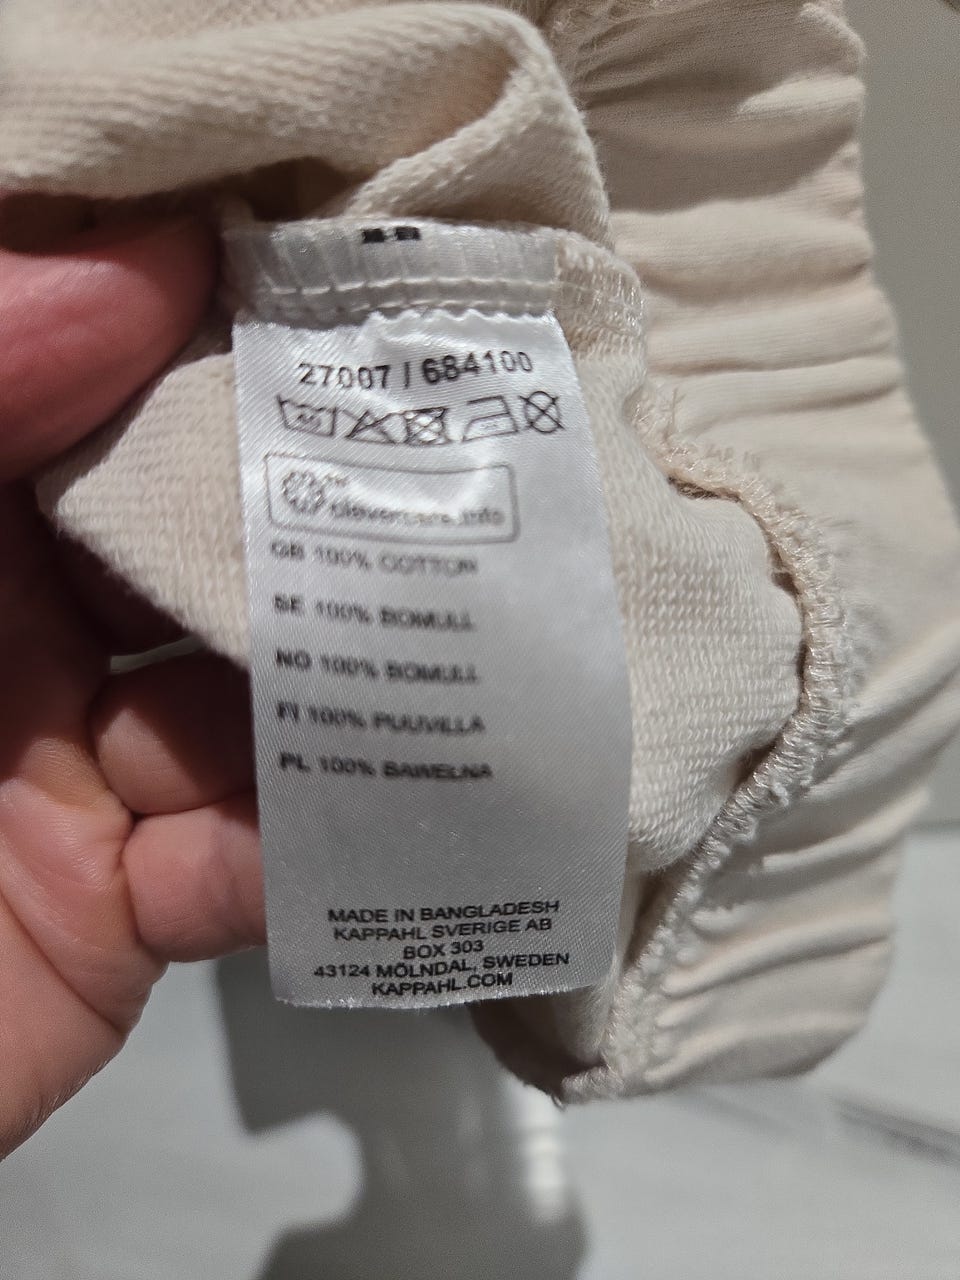 27007 / 684100
clevercare.info
GB 100% COTTON
SE 100% BOMULL
NO 100% BOMULL
FI 100% PUUVILLA
PL 100% BAWEŁNA
MADE IN BANGLADESH
KAPPAHL SVERIGE AB
BOX 303
43124 MÖLNDAL, SWEDEN
KAPPAHL.COM